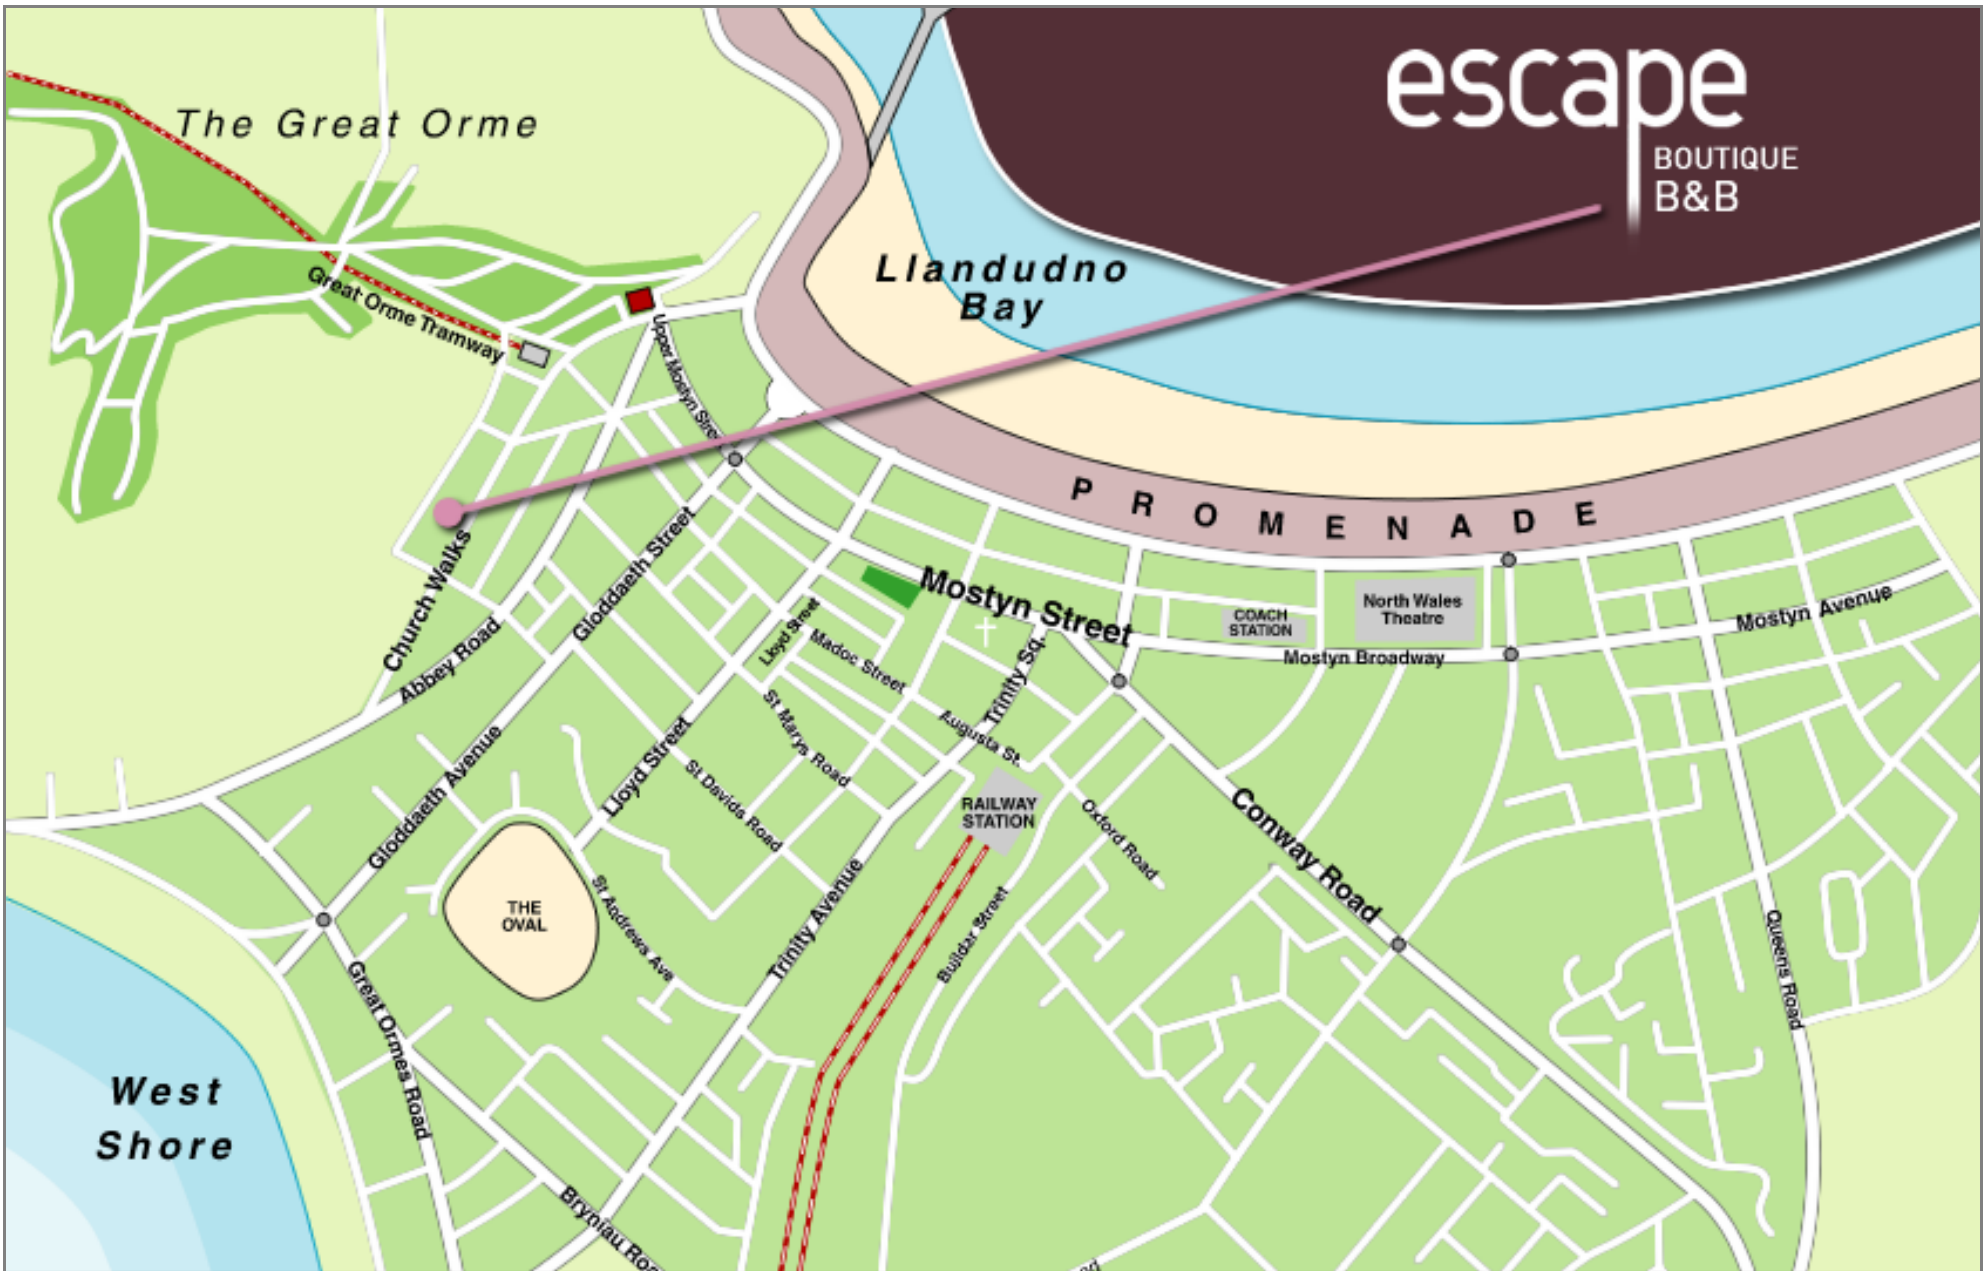 The Great Orme
escape
BOUTIQUE
B&B
Llandudno
Bay
Great Orme Tramway
Upper Mostyn Street
PROMENADE
Church Walks
Abbey Road
Gloddaeth Street
Mostyn Street
COACH
STATION
North Wales
Theatre
Mostyn Avenue
Mostyn Broadway
Lloyd Street
Madoc Street
Trinity Sq.
Augusta St.
St Marys Road
Gloddaeth Avenue
Lloyd Street
St Davids Road
RAILWAY
STATION
Oxford Road
Conway Road
THE
OVAL
St Andrews Ave
Trinity Avenue
Builder Street
Queens Road
Great Ormes Road
West
Shore
Bryniau Roa